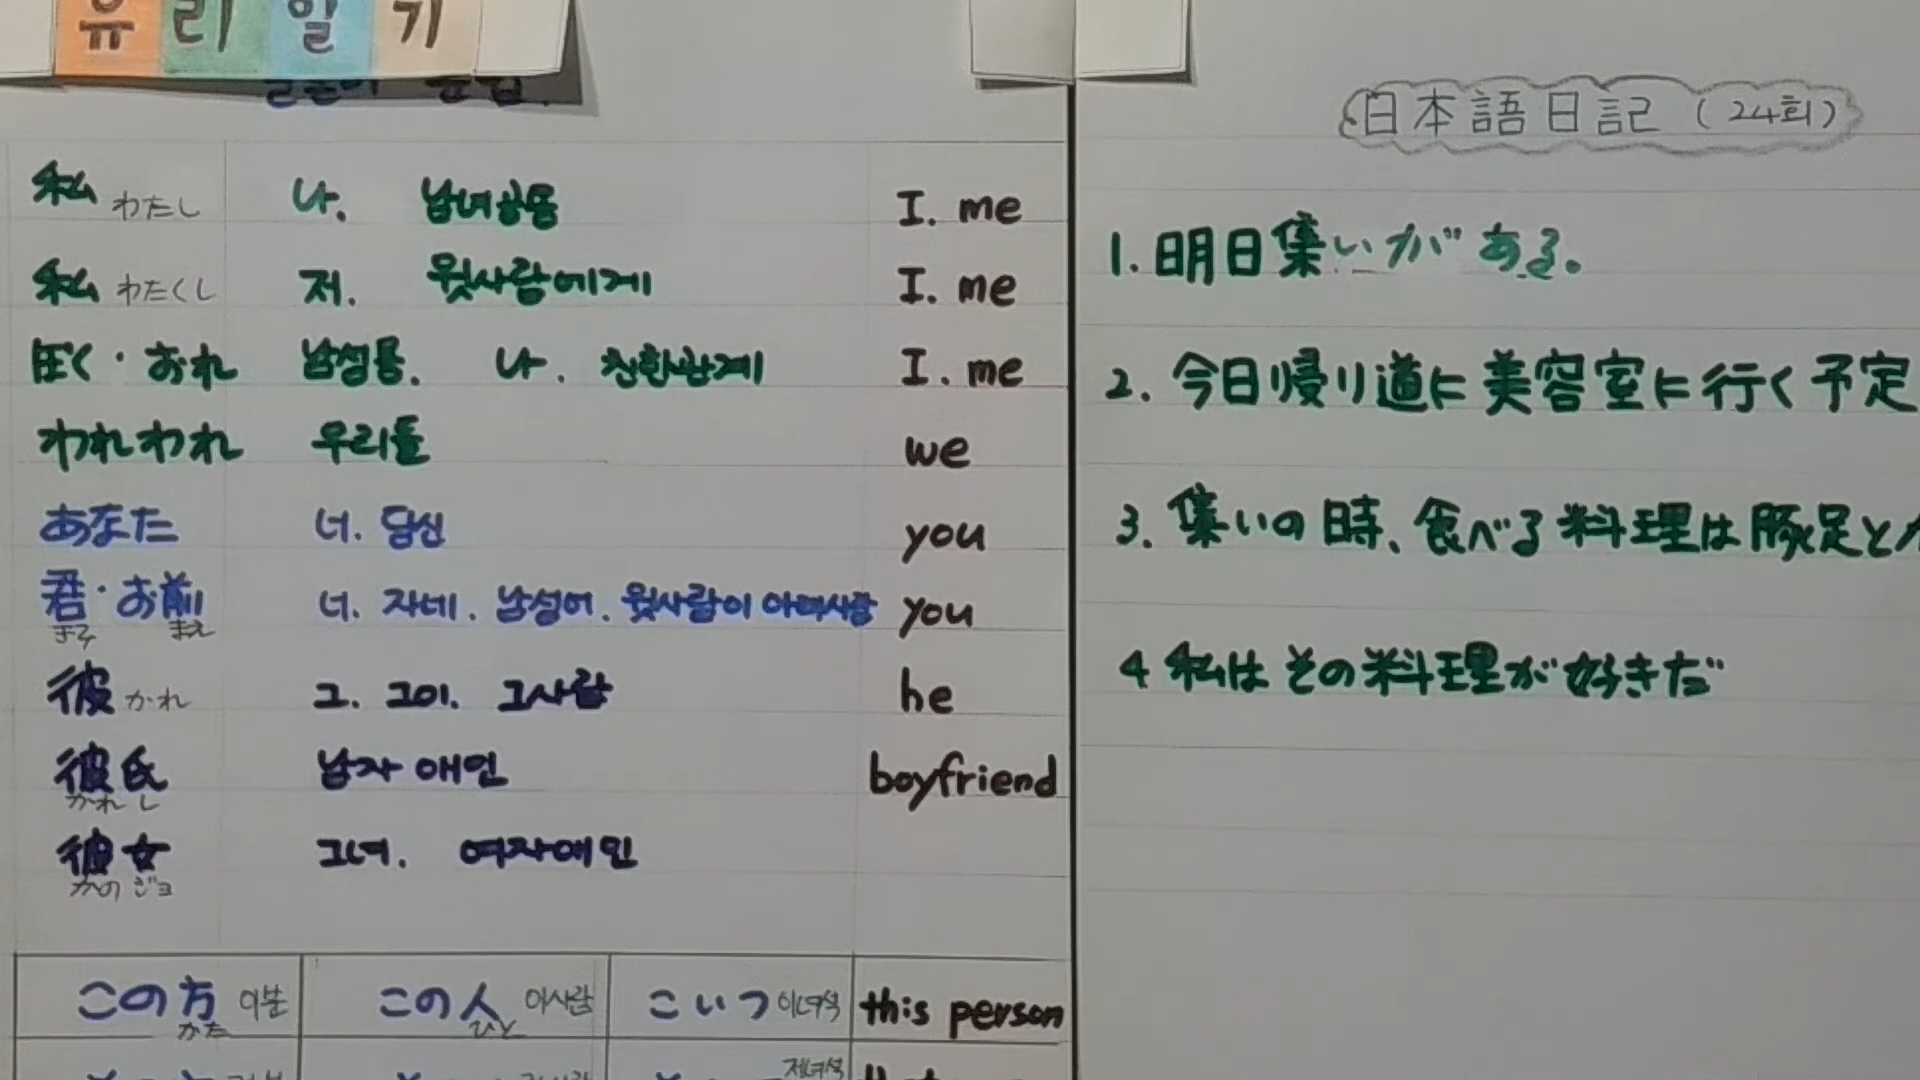 유리일기
私 わたし 나. 남녀공용 I. me
私 わたくし 저. 윗사람에게 I. me
ぼく・おれ 남성용. 나. 친한관계 I. me
われわれ 우리들 we
あなた 너. 당신 you
君・お前 너. 자네. 남성어. 윗사람이 아래사람 you
きみ まえ
彼 かれ 그. 그이. 그사람 he
彼氏 남자 애인 boyfriend
かれ し
彼女 그녀. 여자애인
かの じョ
この方 이분 この人 이사람 こいつ 이녀석 this person
かた ひと
저녀석
日本語日記 (24회)
1. 明日集いがある。
2. 今日帰り道に美容室に行く予定
3. 集いの時、食べる料理は豚足と
4 私はその料理が好きだ